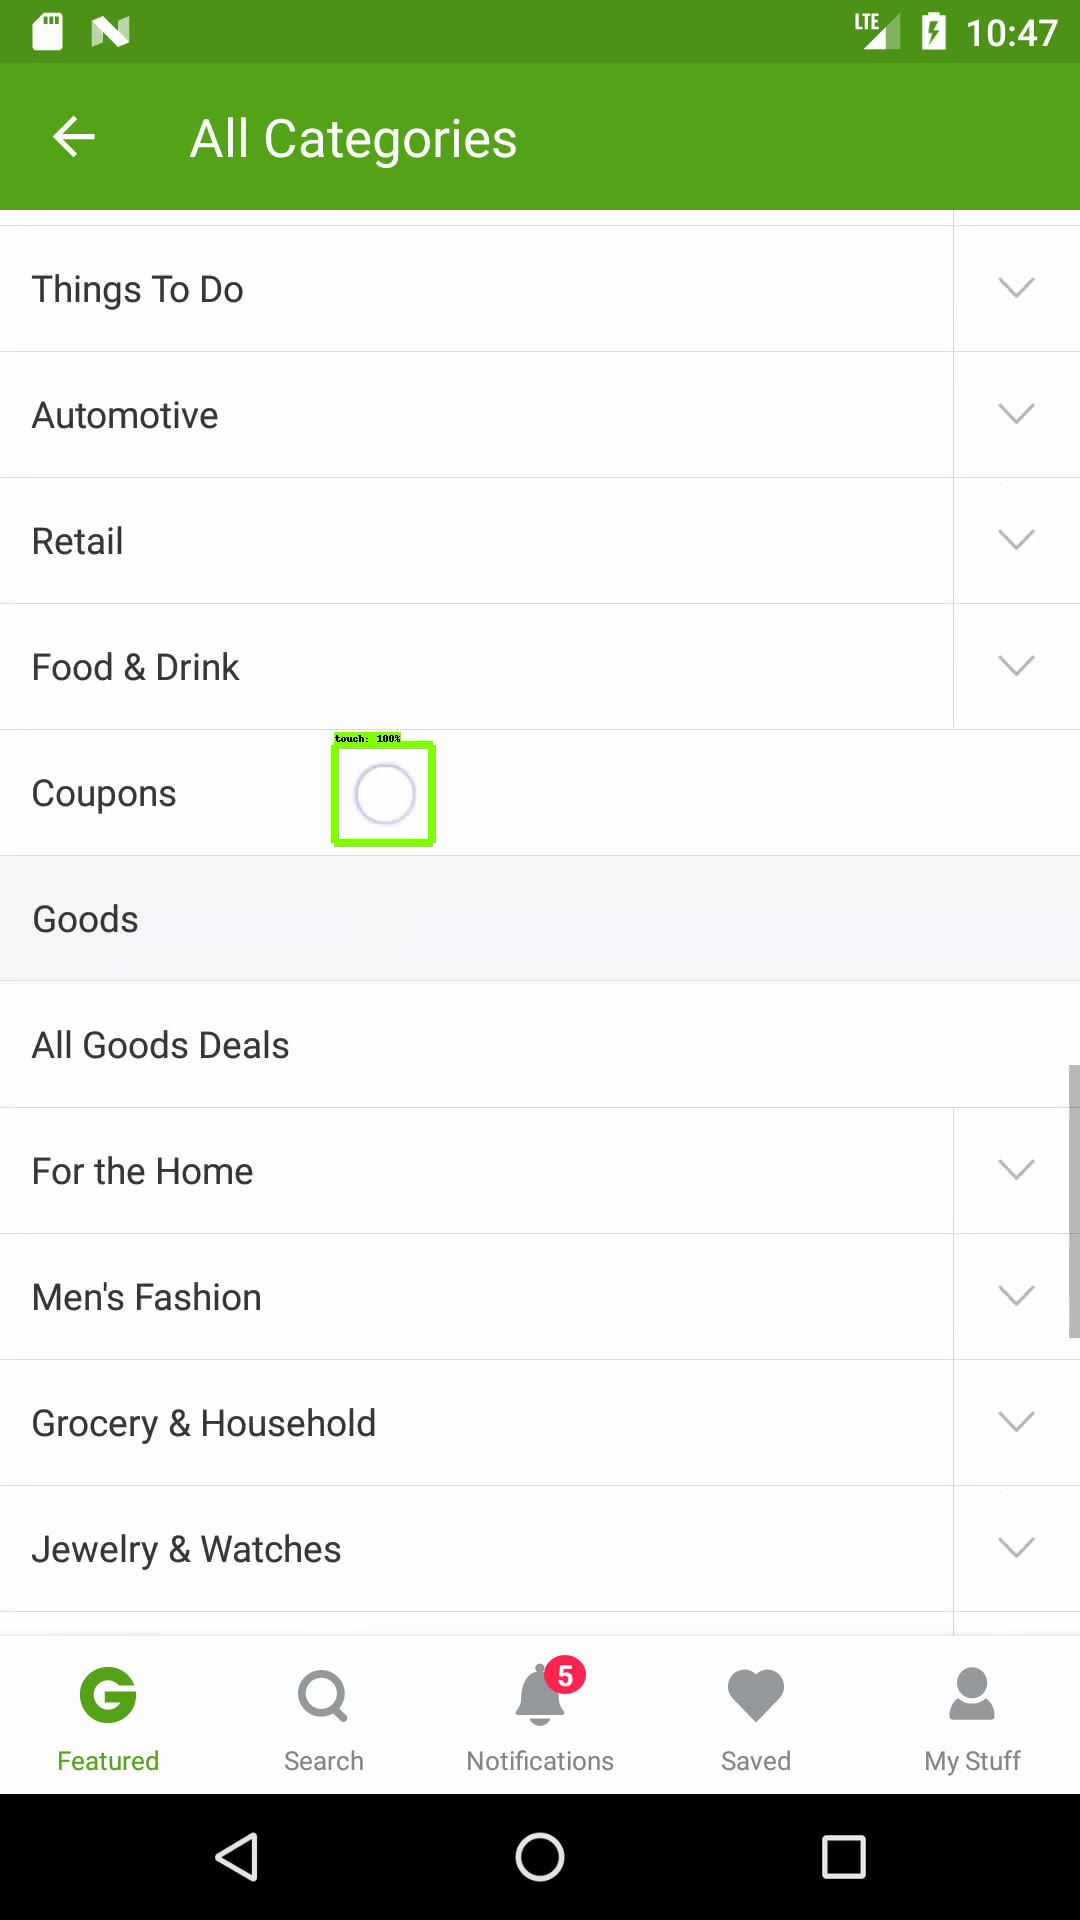 LTE 10:47
All Categories
Things To Do
Automotive
Retail
Food & Drink
touch: 100%
Coupons
Goods
All Goods Deals
For the Home
Men's Fashion
Grocery & Household
Jewelry & Watches
5
Featured
Search
Notifications
Saved
My Stuff